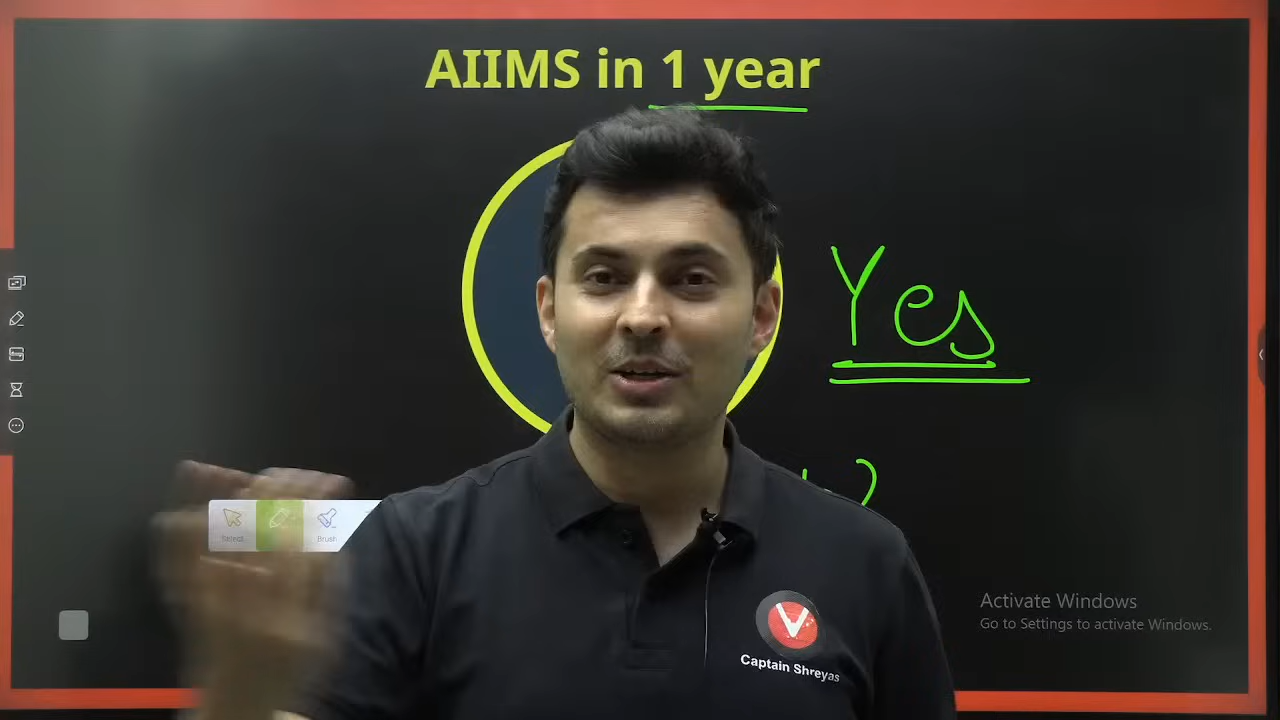 AIIMS in 1 year
Yes
Select
Brush
Activate Windows
Go to Settings to activate Windows.
V
Captain Shreyas